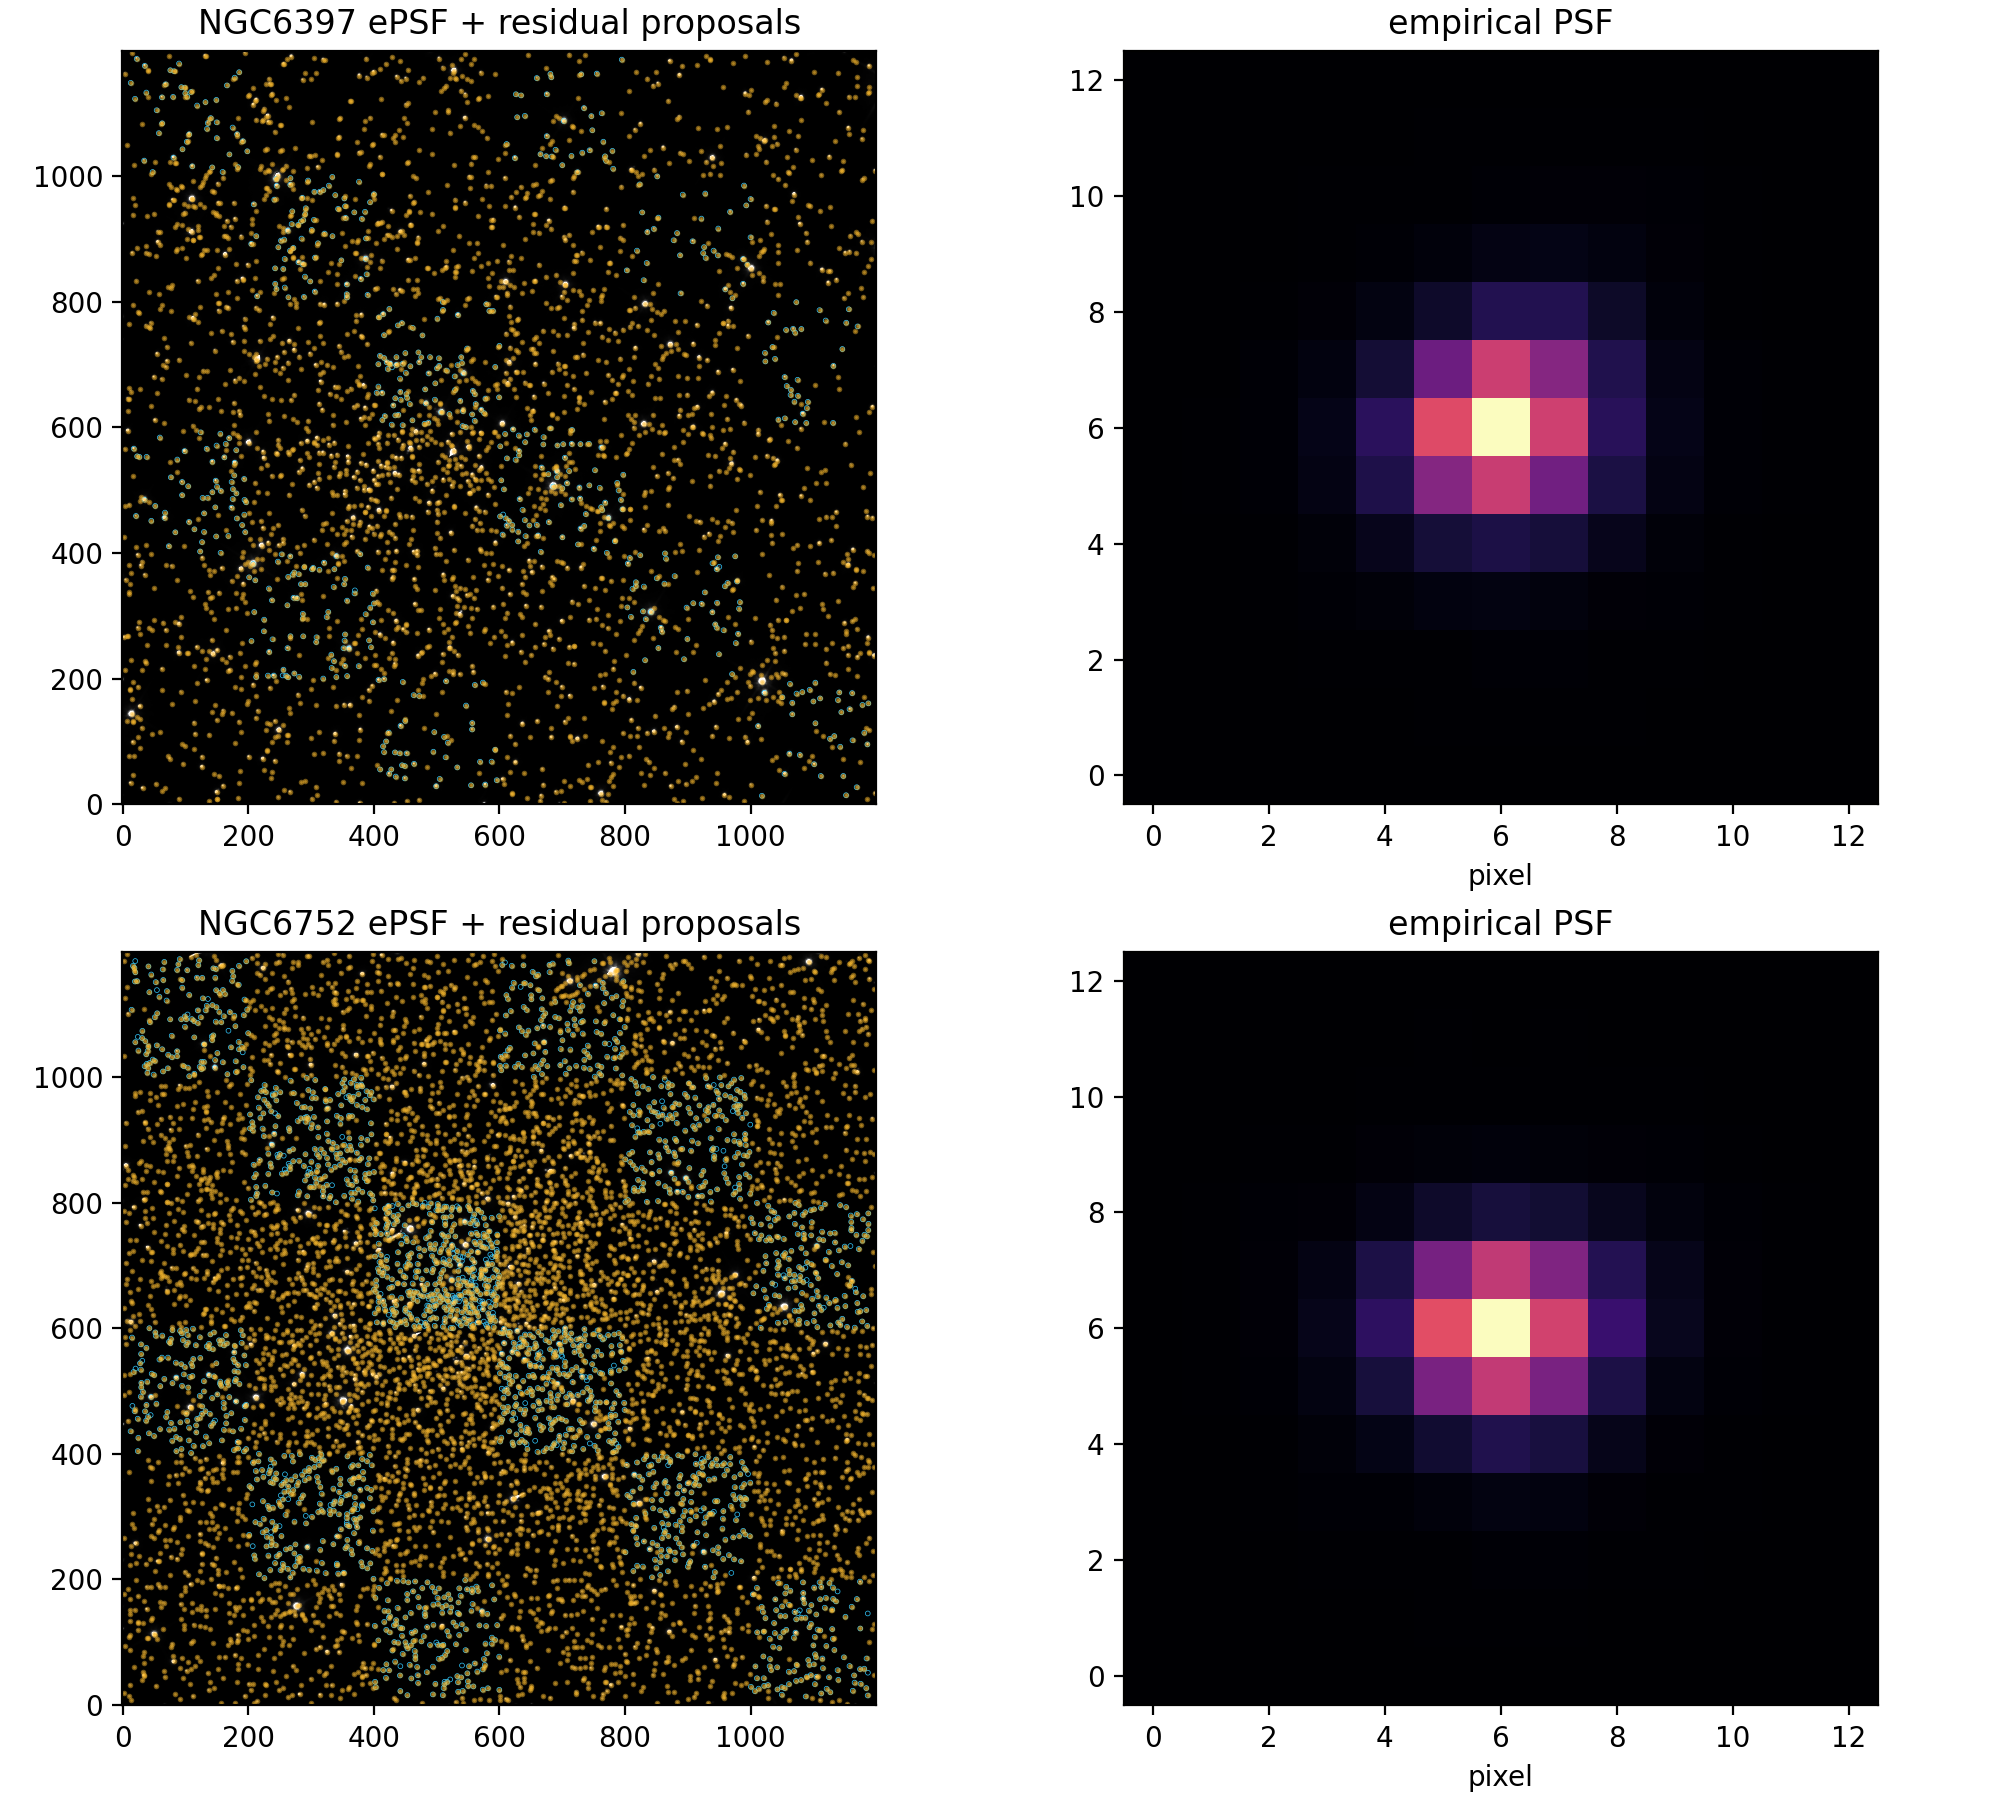 NGC6397 ePSF + residual proposals
empirical PSF
1000
800
600
400
200
0
0 200 400 600 800 1000
12
10
8
6
4
2
0
0 2 4 6 8 10 12
pixel
NGC6752 ePSF + residual proposals
empirical PSF
1000
800
600
400
200
0
0 200 400 600 800 1000
12
10
8
6
4
2
0
0 2 4 6 8 10 12
pixel